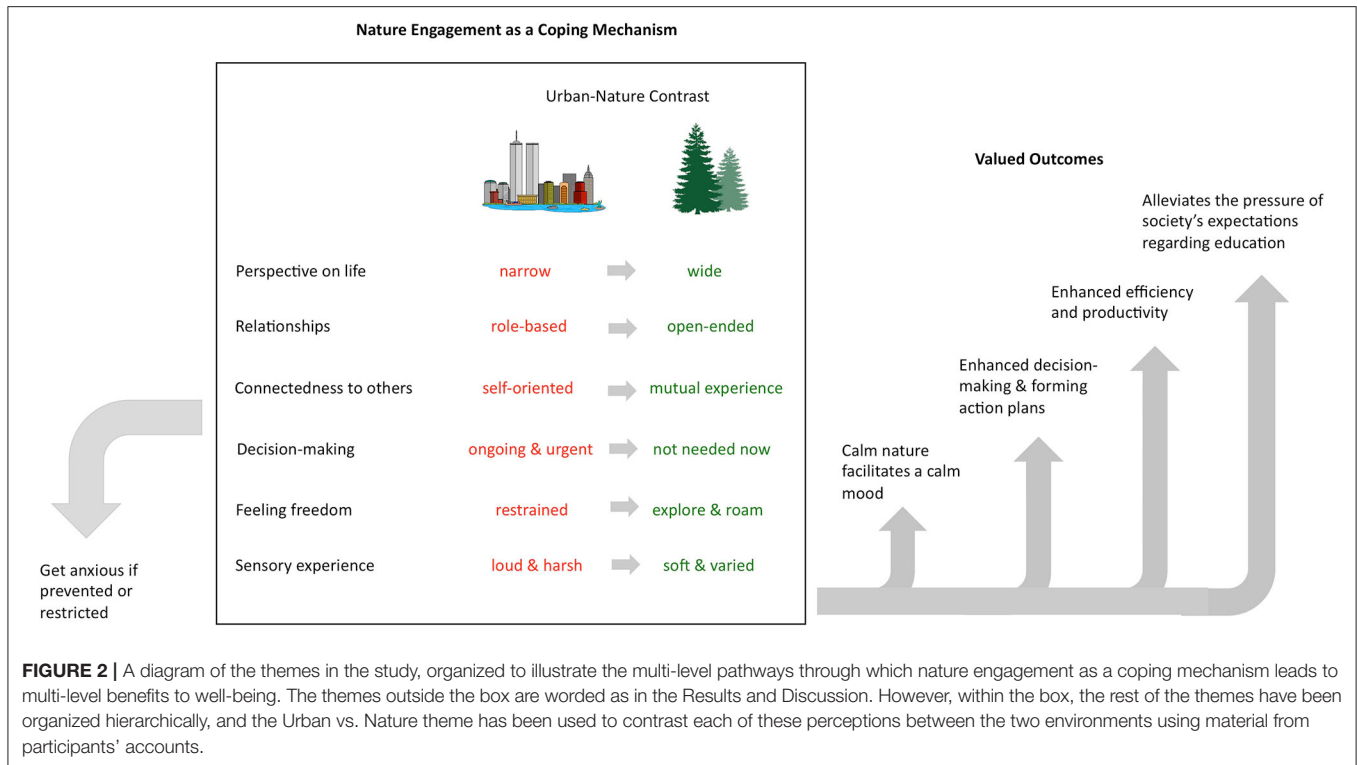 Nature Engagement as a Coping Mechanism
Urban-Nature Contrast
Perspective on life narrow wide
Relationships role-based open-ended
Connectedness to others self-oriented mutual experience
Decision-making ongoing & urgent not needed now
Feeling freedom restrained explore & roam
Sensory experience loud & harsh soft & varied
Get anxious if
prevented or
restricted
Valued Outcomes
Calm nature
facilitates a calm
mood
Enhanced decision-
making & forming
action plans
Enhanced efficiency
and productivity
Alleviates the pressure of
society’s expectations
regarding education
FIGURE 2 | A diagram of the themes in the study, organized to illustrate the multi-level pathways through which nature engagement as a coping mechanism leads to
multi-level benefits to well-being. The themes outside the box are worded as in the Results and Discussion. However, within the box, the rest of the themes have been
organized hierarchically, and the Urban vs. Nature theme has been used to contrast each of these perceptions between the two environments using material from
participants’ accounts.